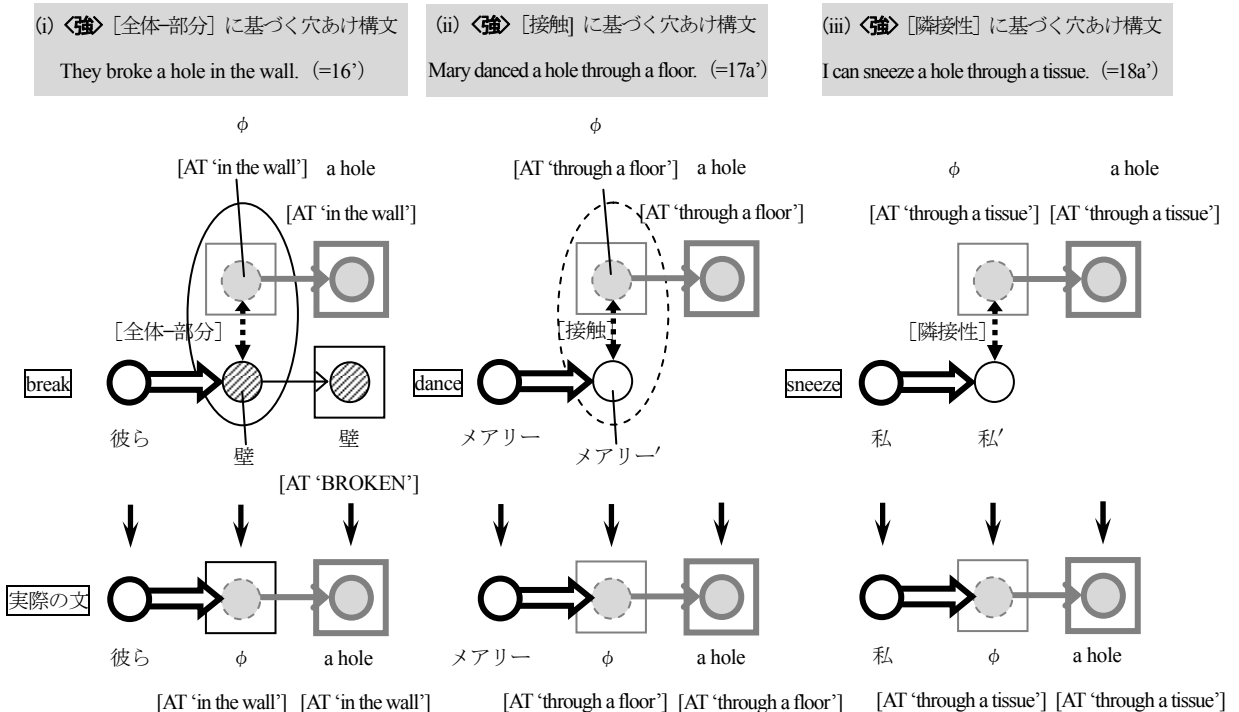 (i) <強>［全体−部分］に基づく穴あけ構文
They broke a hole in the wall.（=16’）
(ii) <強>［接触］に基づく穴あけ構文
Mary danced a hole through a floor.（=17a’）
(iii) <強>［隣接性］に基づく穴あけ構文
I can sneeze a hole through a tissue.（=18a’）
φ
[AT ‘in the wall’] a hole
[AT ‘in the wall’]
［全体−部分］
break
彼ら
壁
壁
[AT ‘BROKEN’]
φ
[AT ‘through a floor’] a hole
[AT ‘through a floor’]
［接触］
dance
メアリー
メアリー′
φ a hole
[AT ‘through a tissue’] [AT ‘through a tissue’]
［隣接性］
sneeze
私 私′
実際の文
彼ら φ a hole
[AT ‘in the wall’] [AT ‘in the wall’]
メアリー φ a hole
[AT ‘through a floor’] [AT ‘through a floor’]
私 φ a hole
[AT ‘through a tissue’] [AT ‘through a tissue’]